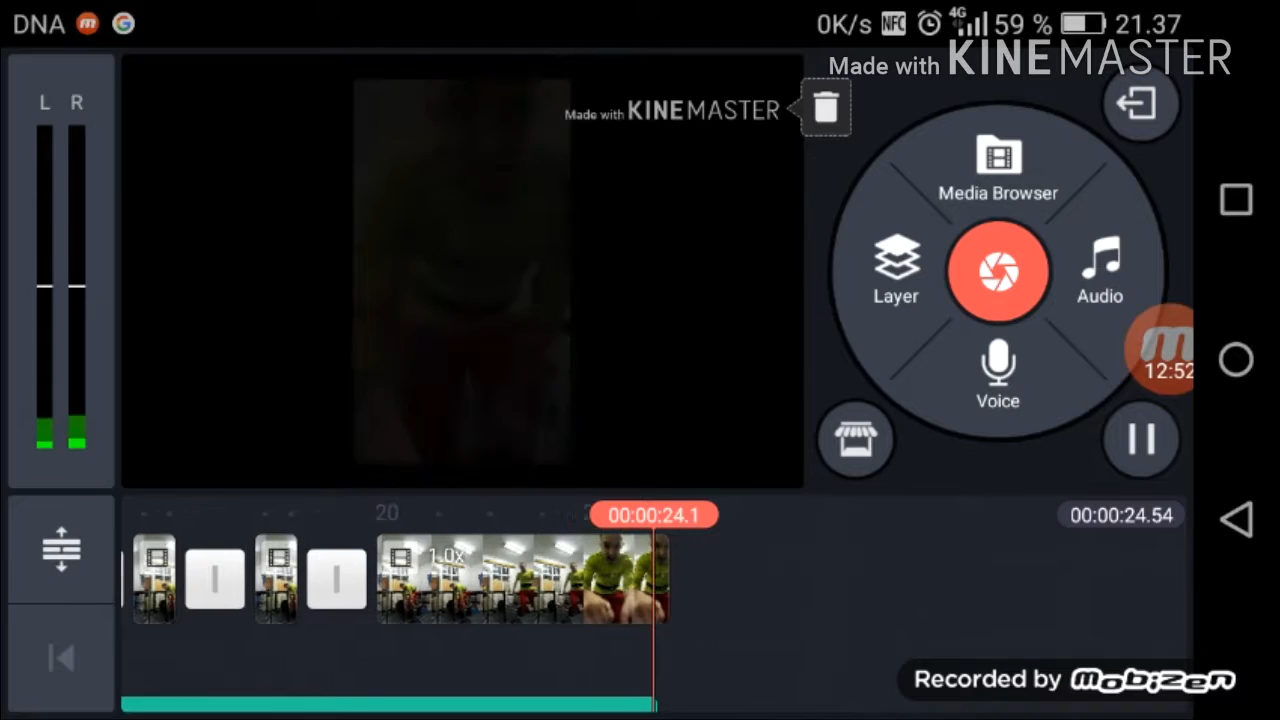 DNA
0K/s NFC 4G 59 % 21.37
Made with KINEMASTER
L R
Made with KINEMASTER
Media Browser
Layer
Audio
12:52
Voice
20
00:00:24.1
00:00:24.54
1.0x
Recorded by mobizen